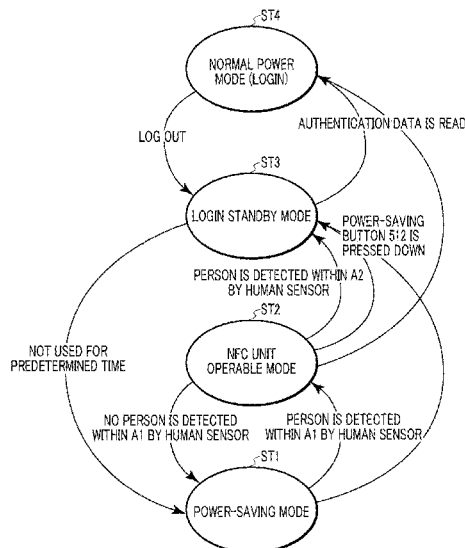 ST4
NORMAL POWER
MODE (LOGIN)
AUTHENTICATION DATA IS READ
LOG OUT
ST3
LOGIN STANDBY MODE
POWER-SAVING
BUTTON 512 IS
PRESSED DOWN
PERSON IS DETECTED WITHIN A2
BY HUMAN SENSOR
ST2
NFC UNIT
OPERABLE MODE
NOT USED FOR
PREDETERMINED TIME
NO PERSON IS DETECTED
WITHIN A1 BY HUMAN SENSOR
PERSON IS DETECTED
WITHIN A1 BY HUMAN SENSOR
ST1
POWER-SAVING MODE